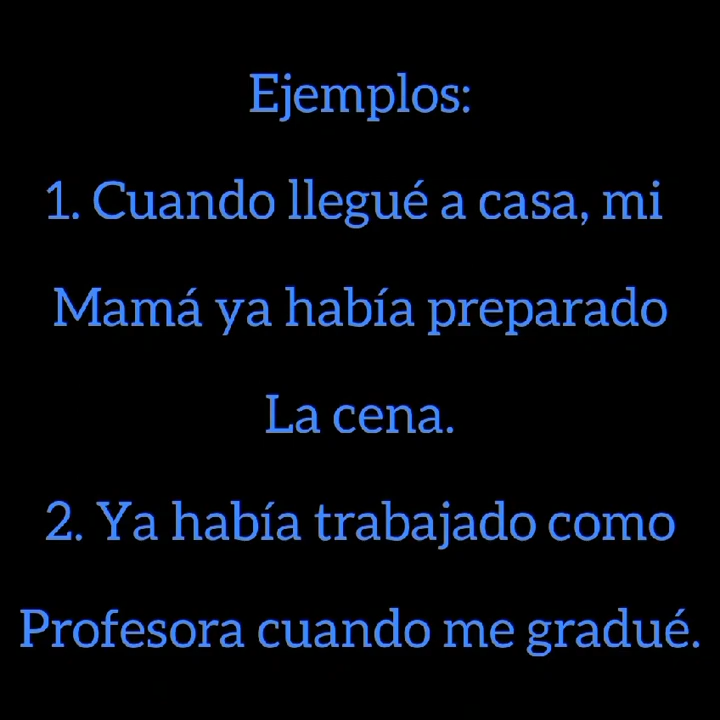 Ejemplos:
1. Cuando llegué a casa, mi
Mamá ya había preparado
La cena.
2. Ya había trabajado como
Profesora cuando me gradué.